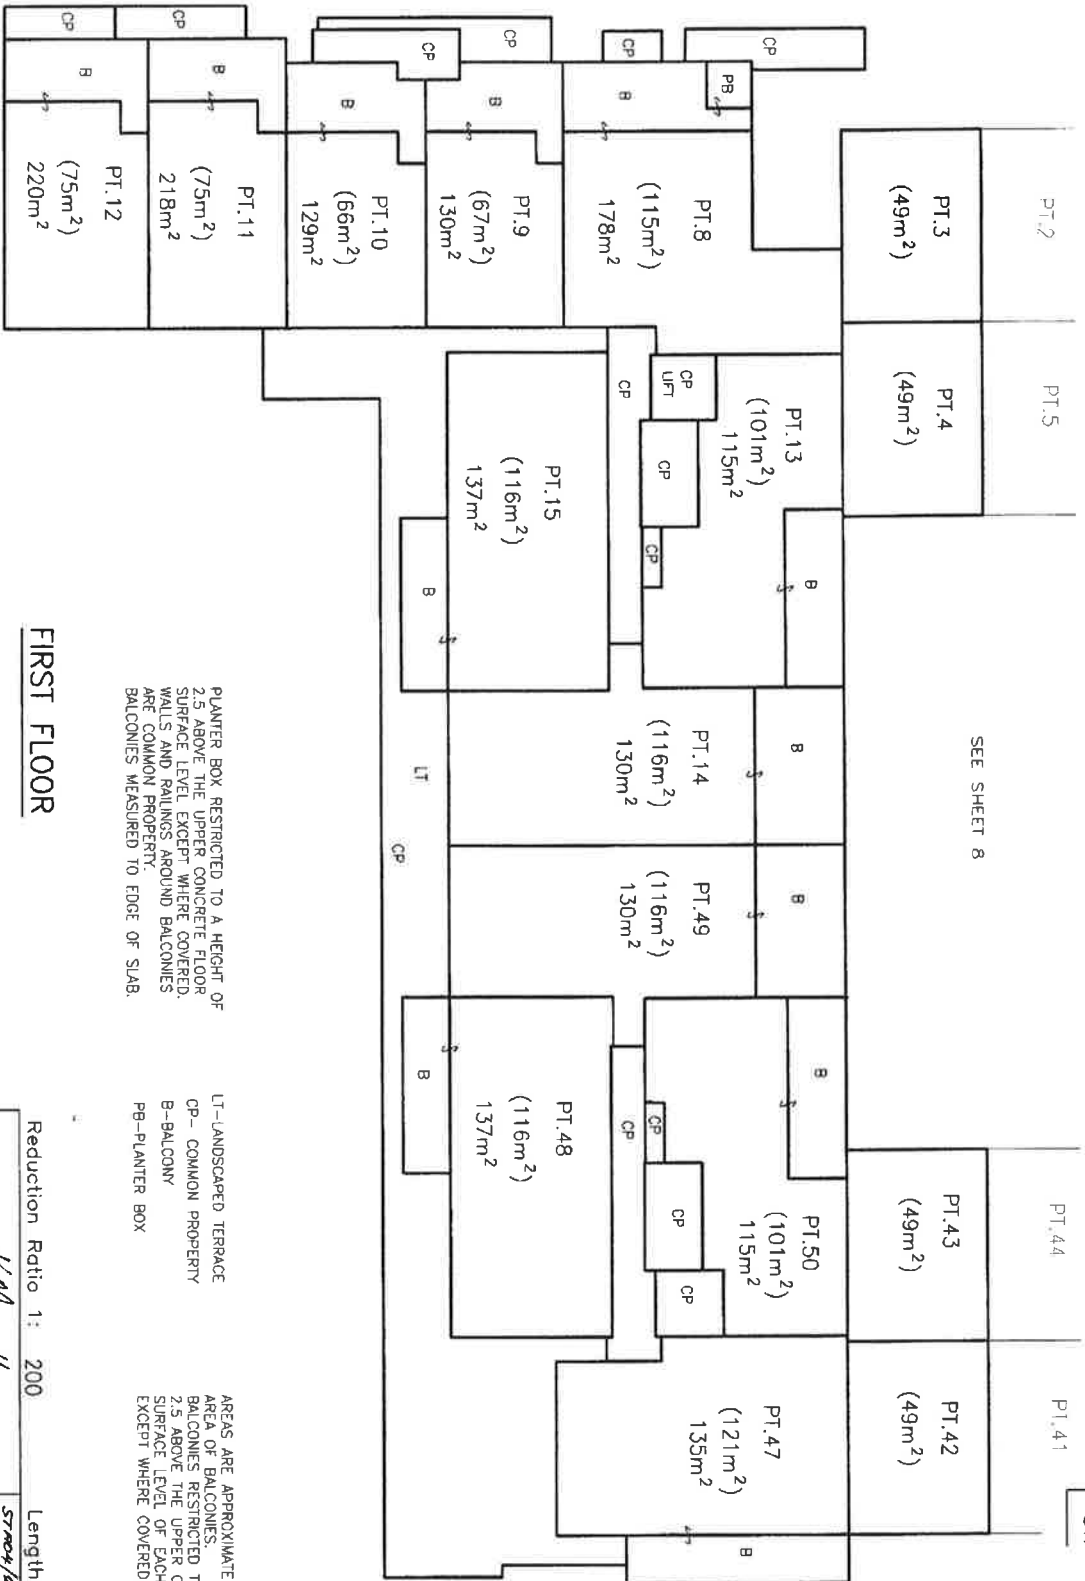 PT.2
PT.5
PT.44
PT.41
SEE SHEET 8
PT.3
(49m²)
PT.4
(49m²)
PT.43
(49m²)
PT.42
(49m²)
CP
CP
CP
CP
CP
CP
PB
B
B
B
B
B
PT.8
(115m²)
178m²
PT.9
(67m²)
130m²
PT.10
(66m²)
129m²
PT.11
(75m²)
218m²
PT.12
(75m²)
220m²
PT.13
(101m²)
115m²
B
CP
LIFT
CP
CP
CP
PT.15
(116m²)
137m²
B
B
PT.14
(116m²)
130m²
B
PT.49
(116m²)
130m²
B
PT.50
(101m²)
115m²
CP
CP
CP
CP
PT.48
(116m²)
137m²
B
PT.47
(121m²)
135m²
B
LT
CP
PLANTER BOX RESTRICTED TO A HEIGHT OF
2.5 ABOVE THE UPPER CONCRETE FLOOR
SURFACE LEVEL EXCEPT WHERE COVERED.
WALLS AND RAILINGS AROUND BALCONIES
ARE COMMON PROPERTY.
BALCONIES MEASURED TO EDGE OF SLAB.
LT-LANDSCAPED TERRACE
CP- COMMON PROPERTY
B-BALCONY
PB-PLANTER BOX
AREAS ARE APPROXIMATE
AREA OF BALCONIES.
BALCONIES RESTRICTED T
2.5 ABOVE THE UPPER C
SURFACE LEVEL OF EACH
EXCEPT WHERE COVERED
FIRST FLOOR
Reduction Ratio 1: 200
Length